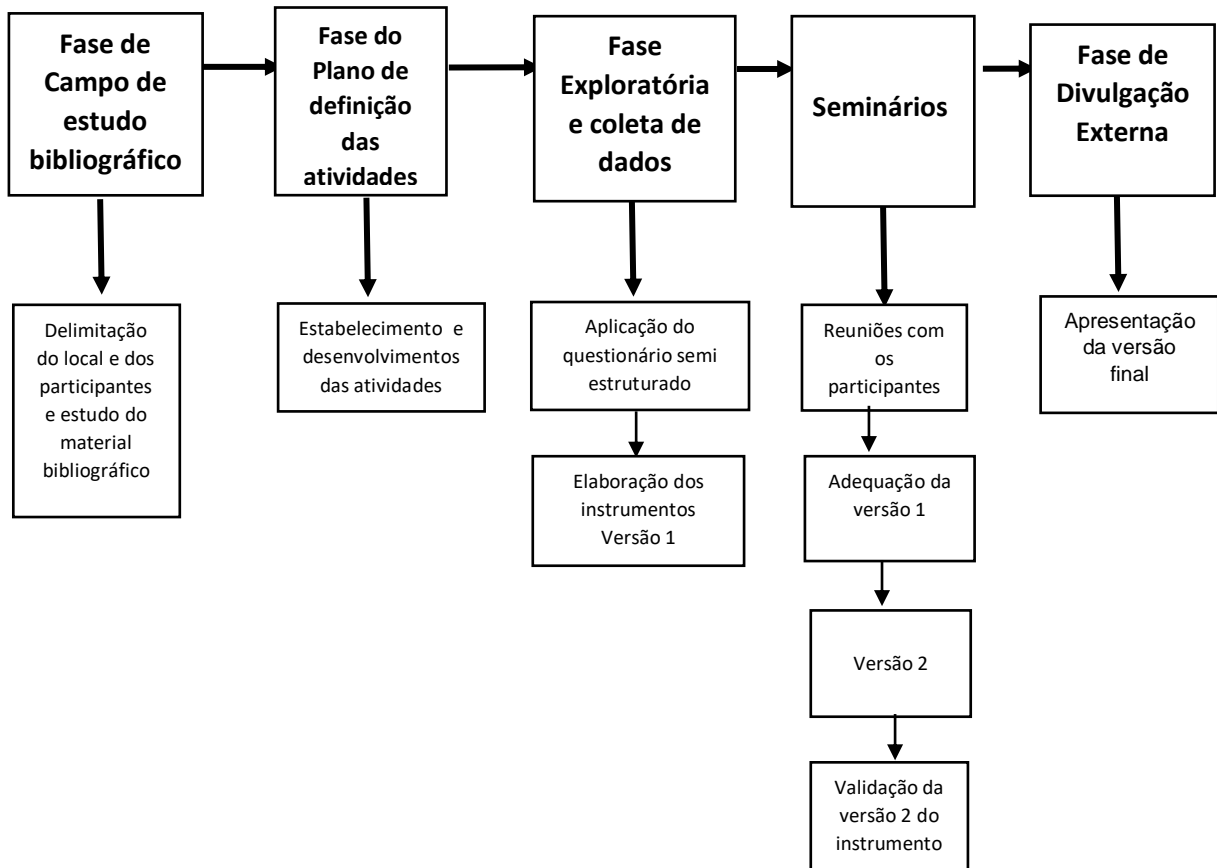 Fase de
Campo de
estudo
bibliográfico
Fase do
Plano de
definição
das
atividades
Fase
Exploratória
e coleta de
dados
Seminários
Fase de
Divulgação
Externa
Delimitação
do local e dos
participantes
e estudo do
material
bibliográfico
Estabelecimento e
desenvolvimentos
das atividades
Aplicação do
questionário semi
estruturado
Elaboração dos
instrumentos
Versão 1
Reuniões com
os
participantes
Adequação da
versão 1
Versão 2
Validação da
versão 2 do
instrumento
Apresentação
da versão
final